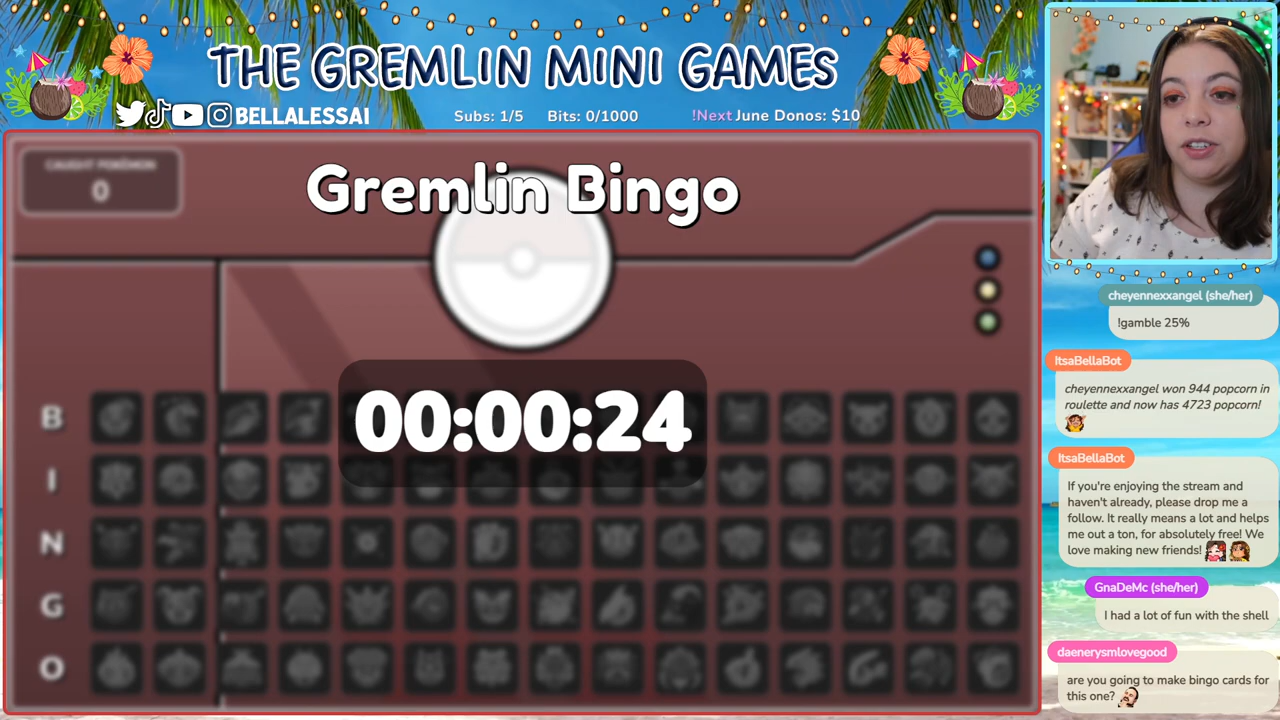 THE GREMLIN MINI GAMES
BELLALESSAI
Subs: 1/5 Bits: 0/1000 !Next June Donos: $10
CAUGHT POKÉMON
0
Gremlin Bingo
00:00:24
B
I
N
G
O
cheyennexxangel (she/her)
!gamble 25%
ItsaBellaBot
cheyennexxangel won 944 popcorn in
roulette and now has 4723 popcorn!
ItsaBellaBot
If you're enjoying the stream and
haven't already, please drop me a
follow. It really means a lot and helps
me out a ton, for absolutely free! We
love making new friends!
GnaDeMc (she/her)
I had a lot of fun with the shell
daenerysmlovegood
are you going to make bingo cards for
this one?